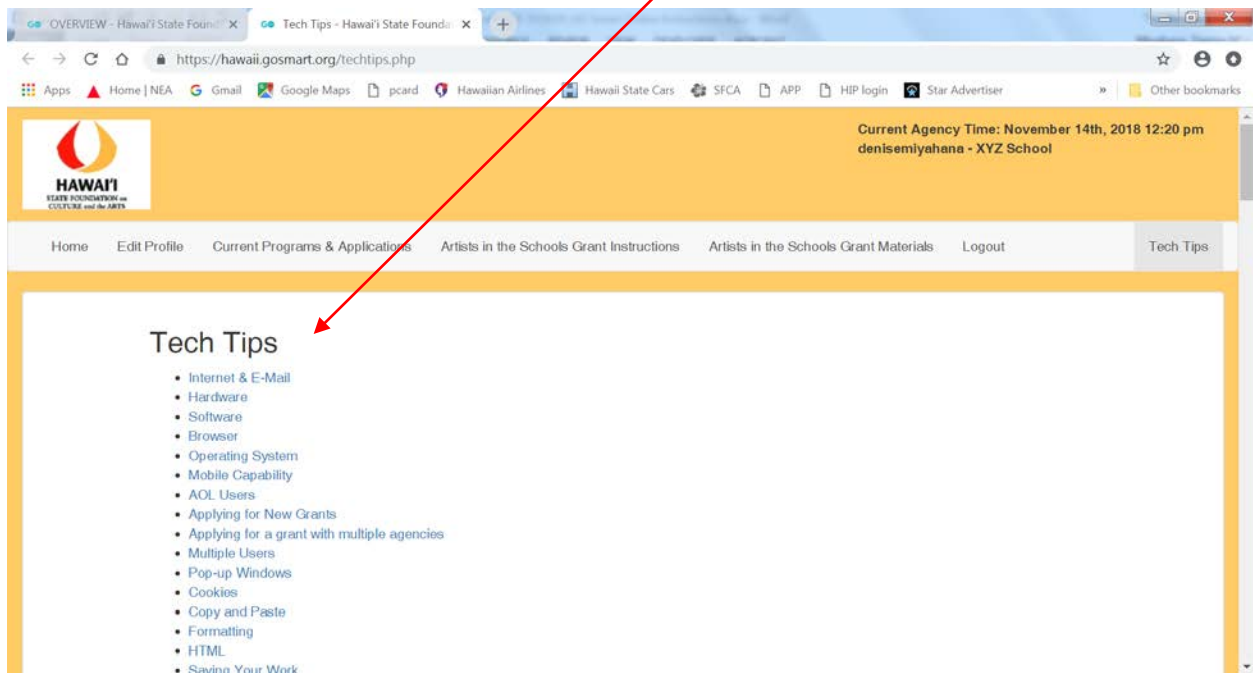 OVERVIEW - Hawai'i State Found
Tech Tips - Hawai'i State Founda
https://hawaii.gosmart.org/techtips.php
Apps Home | NEA Gmail Google Maps pcard Hawaiian Airlines Hawaii State Cars SFCA APP HIP login Star Advertiser » Other bookmarks
Current Agency Time: November 14th, 2018 12:20 pm
denisemiyahana - XYZ School
HAWAI'I
STATE FOUNDATION on
CULTURE and the ARTS
Home Edit Profile Current Programs & Applications Artists in the Schools Grant Instructions Artists in the Schools Grant Materials Logout Tech Tips
Tech Tips
• Internet & E-Mail
• Hardware
• Software
• Browser
• Operating System
• Mobile Capability
• AOL Users
• Applying for New Grants
• Applying for a grant with multiple agencies
• Multiple Users
• Pop-up Windows
• Cookies
• Copy and Paste
• Formatting
• HTML
• Saving Your Work